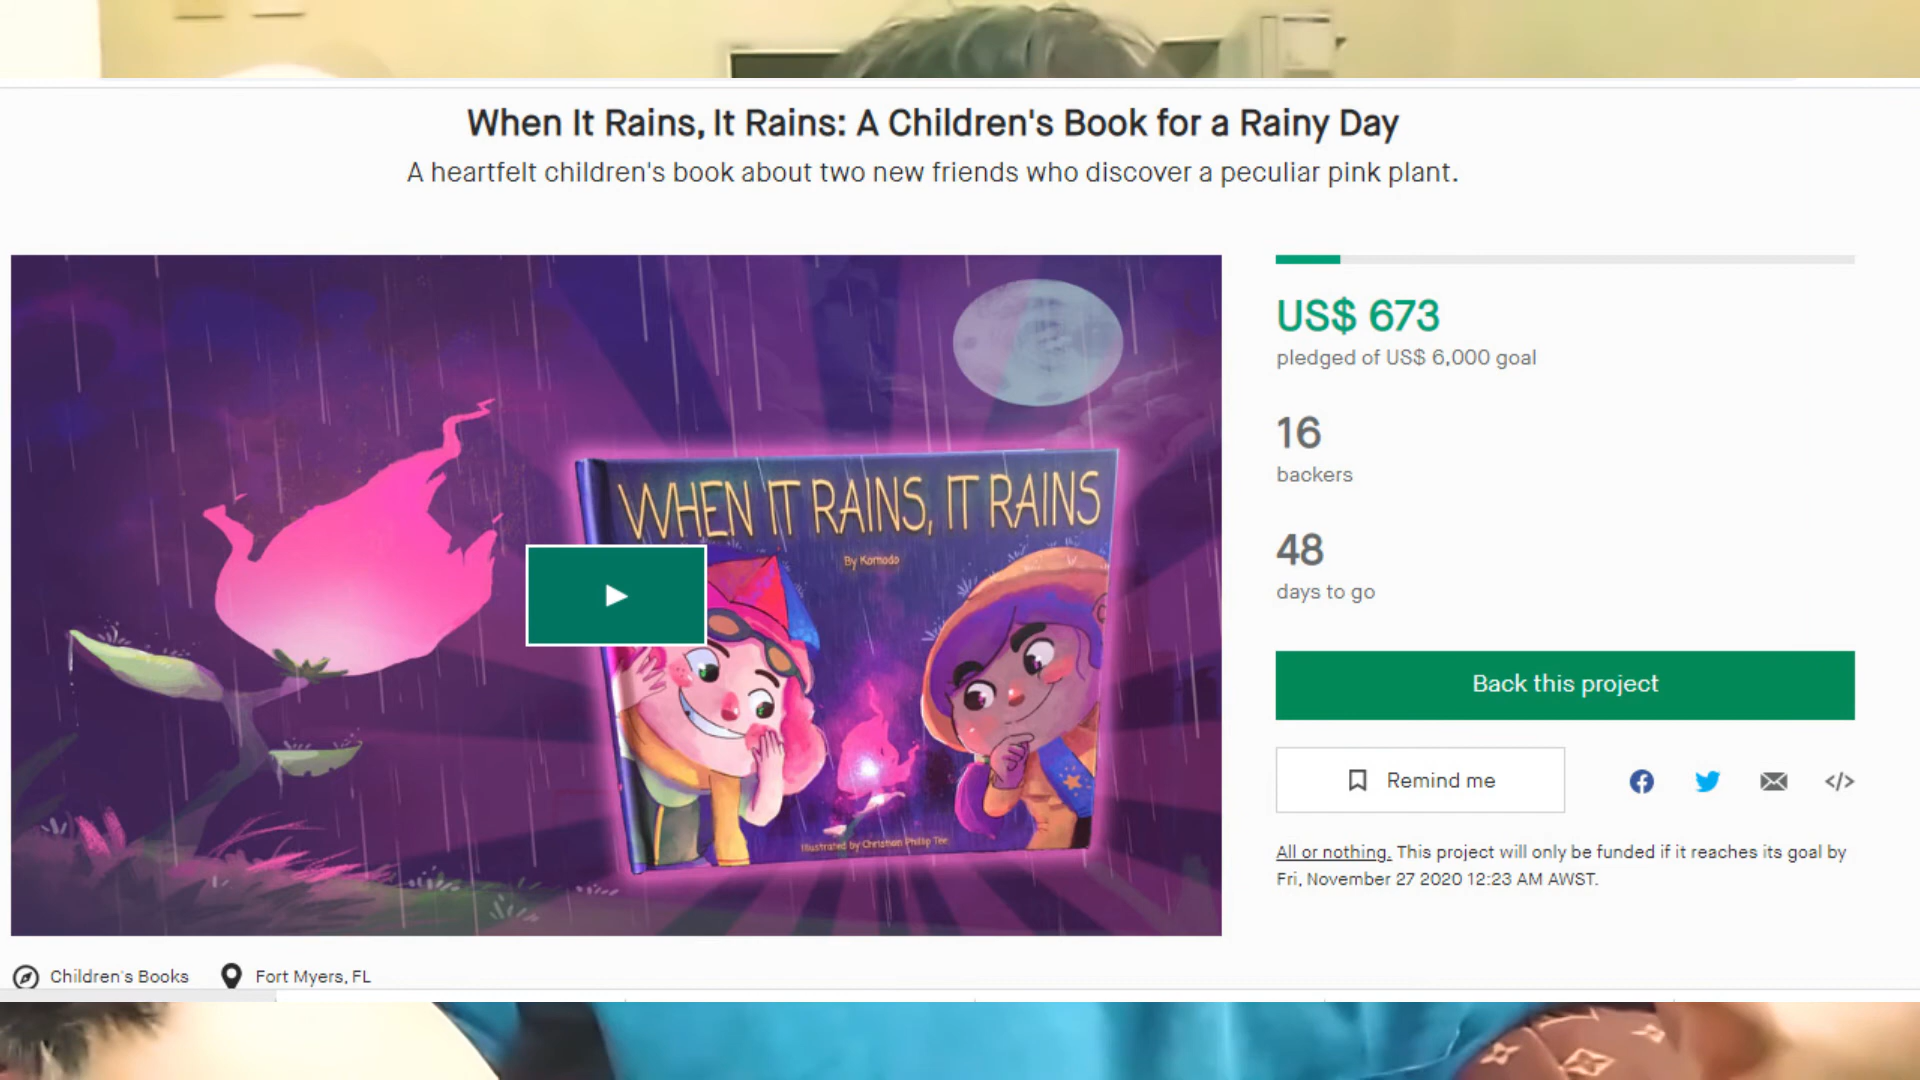 When It Rains, It Rains: A Children's Book for a Rainy Day
A heartfelt children's book about two new friends who discover a peculiar pink plant.
WHEN IT RAINS, IT RAINS
By Komodo
Illustrated by Christian Phillip Tee
US$ 673
pledged of US$ 6,000 goal
16
backers
48
days to go
Back this project
Remind me
All or nothing. This project will only be funded if it reaches its goal by
Fri, November 27 2020 12:23 AM AWST.
Children's Books
Fort Myers, FL